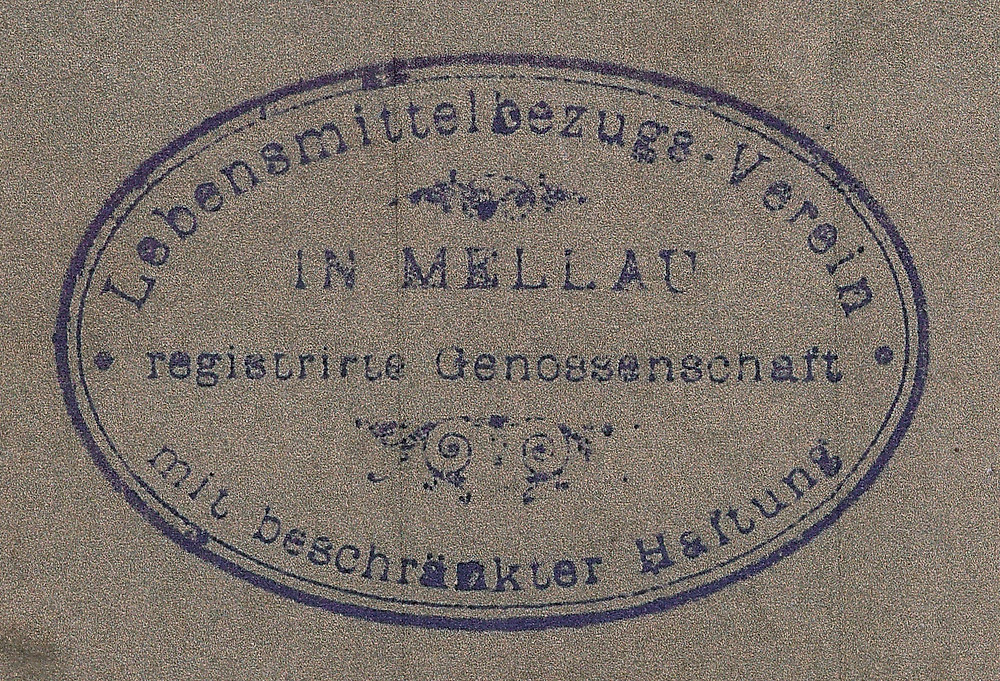 Lebensmittelbezugs-Verein
IN MELLAU
registrirte Genossenschaft
mit beschränkter Haftung